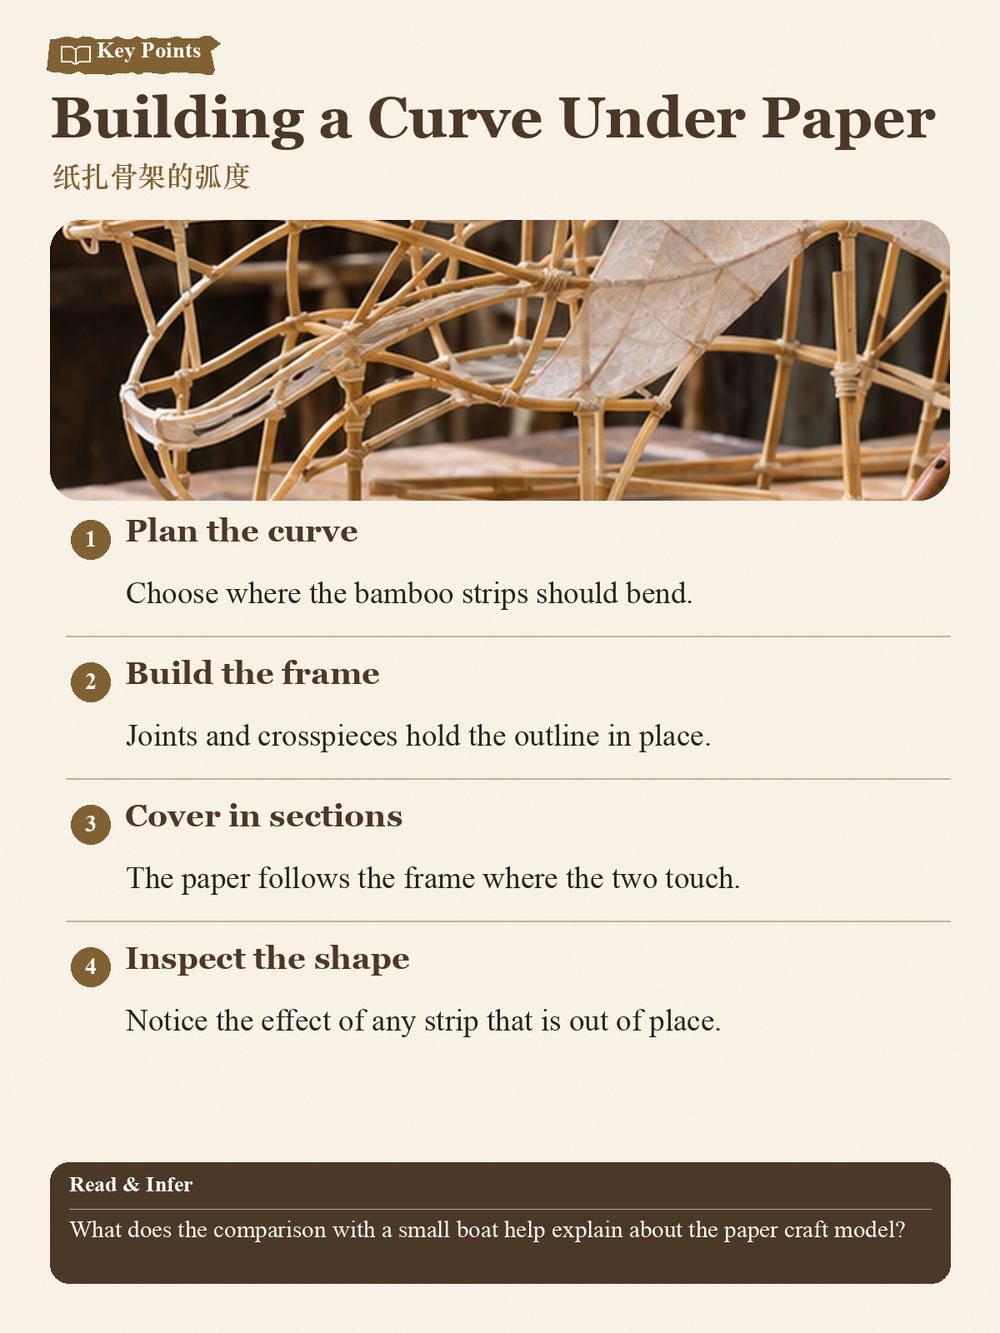 Key Points
Building a Curve Under Paper
纸扎骨架的弧度
1 Plan the curve
Choose where the bamboo strips should bend.
2 Build the frame
Joints and crosspieces hold the outline in place.
3 Cover in sections
The paper follows the frame where the two touch.
4 Inspect the shape
Notice the effect of any strip that is out of place.
Read & Infer
What does the comparison with a small boat help explain about the paper craft model?